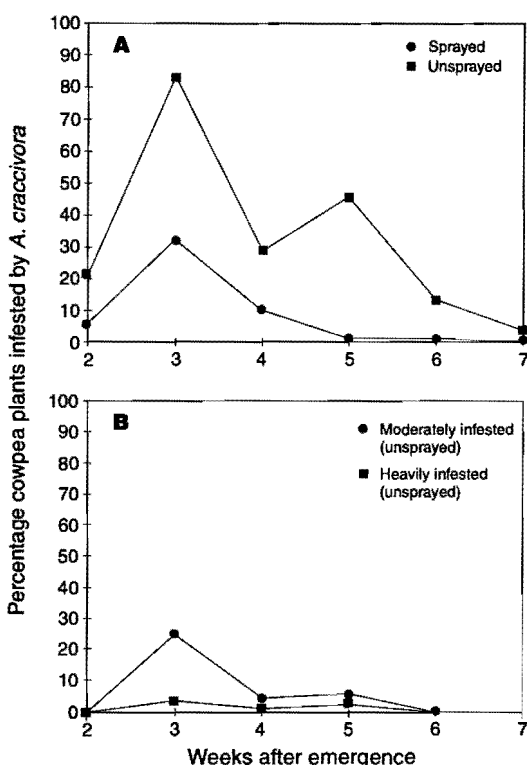 Percentage cowpea plants infested by A. craccivora
A
● Sprayed
■ Unsprayed
100
90
80
70
60
50
40
30
20
10
0
2 3 4 5 6 7
B
● Moderately infested
(unsprayed)
■ Heavily infested
(unsprayed)
100
90
80
70
60
50
40
30
20
10
0
2 3 4 5 6 7
Weeks after emergence